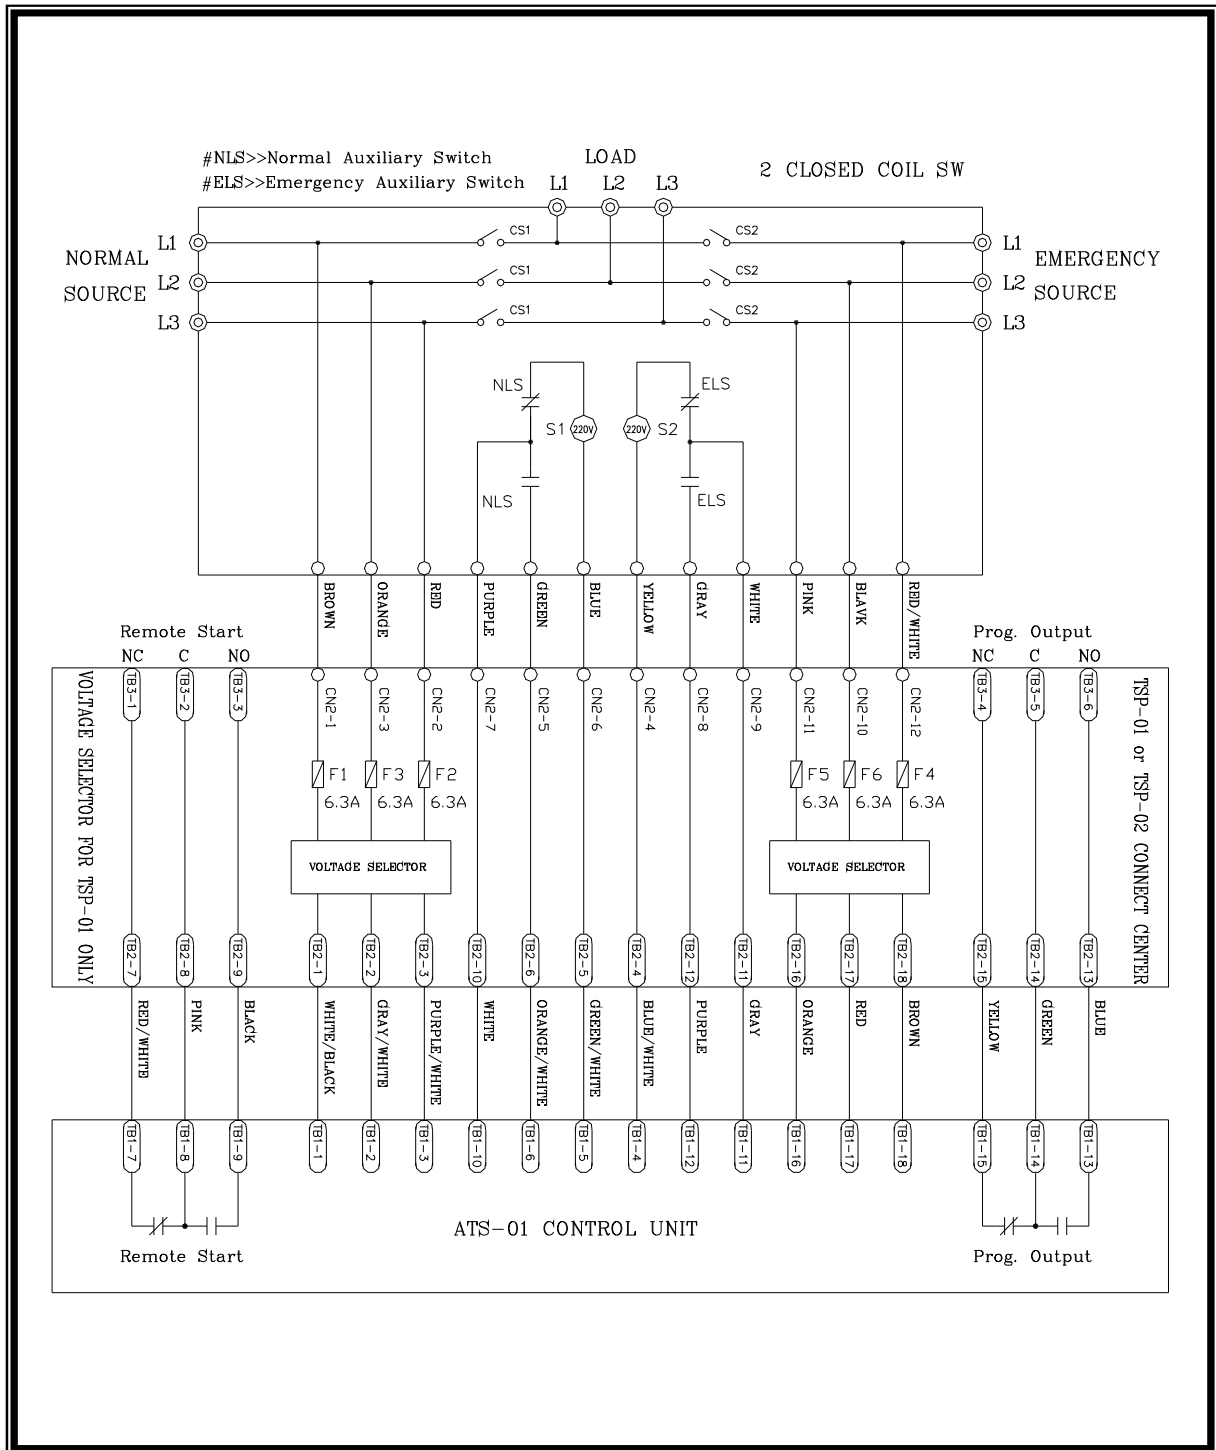 #NLS>>Normal Auxiliary Switch
#ELS>>Emergency Auxiliary Switch
LOAD
L1 L2 L3
2 CLOSED COIL SW
NORMAL
SOURCE
L1
L2
L3
CS1 CS2
CS1 CS2
CS1 CS2
L1
L2
L3
EMERGENCY
SOURCE
NLS ELS
S1 220V 220V S2
NLS ELS
BROWN ORANGE RED PURPLE GREEN BLUE YELLOW GRAY WHITE PINK BLAVK RED/WHITE
Remote Start
NC C NO
Prog. Output
NC C NO
TB3-1 TB3-2 TB3-3 CN2-1 CN2-3 CN2-2 CN2-7 CN2-5 CN2-6 CN2-4 CN2-8 CN2-9 CN2-11 CN2-10 CN2-12 TB3-4 TB3-5 TB3-6
VOLTAGE SELECTOR FOR TSP-01 ONLY
TSP-01 or TSP-02 CONNECT CENTER
F1 F3 F2 F5 F6 F4
6.3A 6.3A 6.3A 6.3A 6.3A 6.3A
VOLTAGE SELECTOR VOLTAGE SELECTOR
TB2-7 TB2-8 TB2-9 TB2-1 TB2-2 TB2-3 TB2-10 TB2-6 TB2-5 TB2-4 TB2-12 TB2-11 TB2-16 TB2-17 TB2-18 TB2-15 TB2-14 TB2-13
RED/WHITE PINK BLACK WHITE/BLACK GRAY/WHITE PURPLE/WHITE WHITE ORANGE/WHITE GREEN/WHITE BLUE/WHITE PURPLE GRAY ORANGE RED BROWN YELLOW GREEN BLUE
TB1-7 TB1-8 TB1-9 TB1-1 TB1-2 TB1-3 TB1-10 TB1-6 TB1-5 TB1-4 TB1-12 TB1-11 TB1-16 TB1-17 TB1-18 TB1-15 TB1-14 TB1-13
ATS-01 CONTROL UNIT
Remote Start Prog. Output